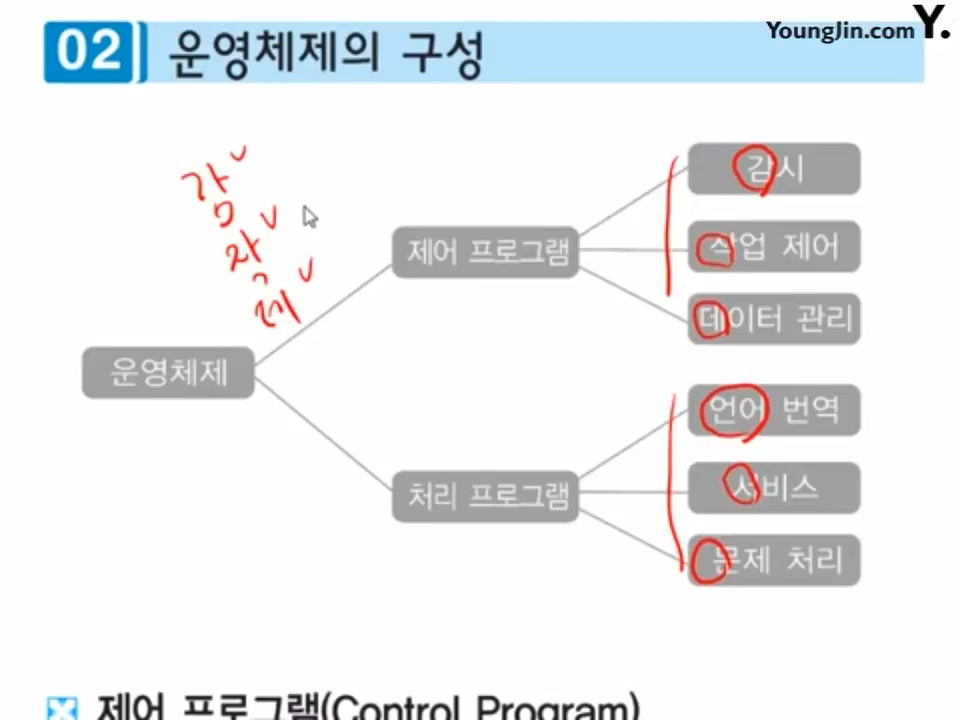 YoungJin.com Y.
02 운영체제의 구성
감
작
제
감시
제어 프로그램
작업 제어
데이터 관리
운영체제
언어 번역
처리 프로그램
서비스
문제 처리
제어 프로그램(Control Program)